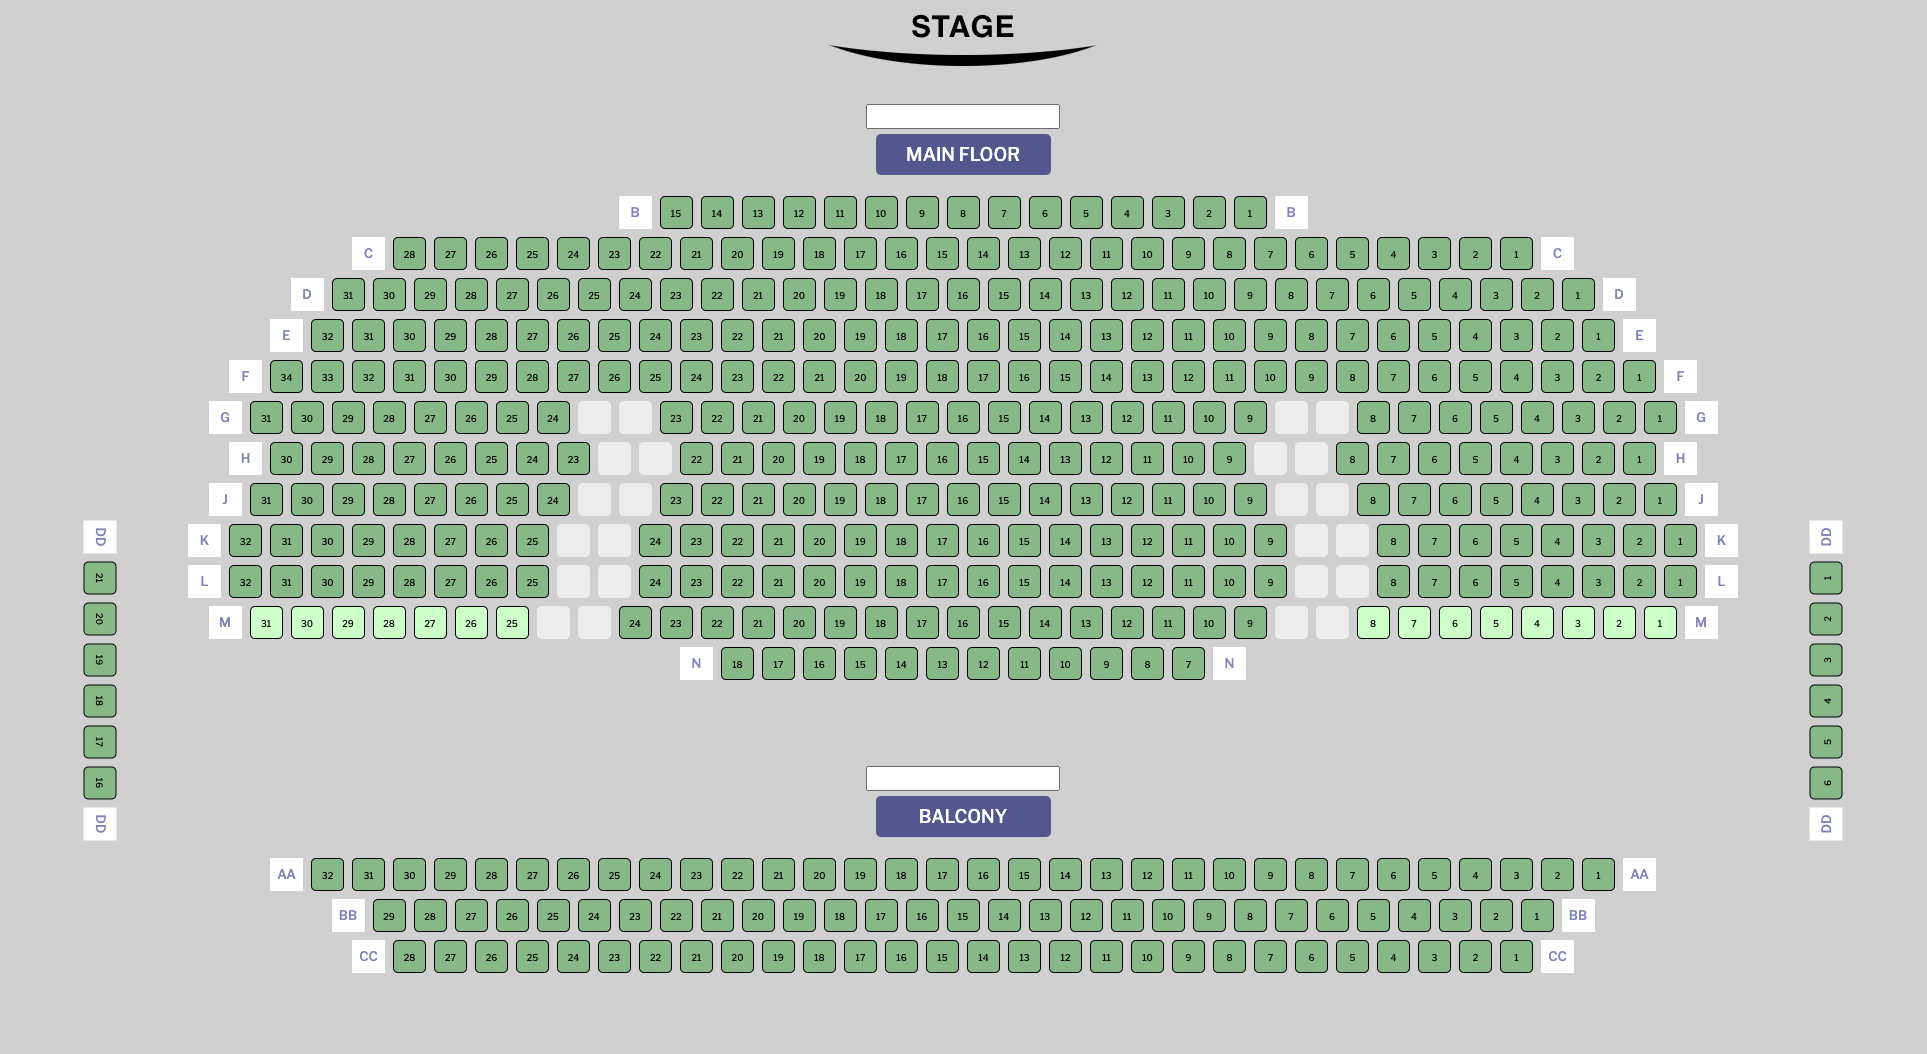 STAGE
MAIN FLOOR
B 15 14 13 12 11 10 9 8 7 6 5 4 3 2 1 B
C 28 27 26 25 24 23 22 21 20 19 18 17 16 15 14 13 12 11 10 9 8 7 6 5 4 3 2 1 C
D 31 30 29 28 27 26 25 24 23 22 21 20 19 18 17 16 15 14 13 12 11 10 9 8 7 6 5 4 3 2 1 D
E 32 31 30 29 28 27 26 25 24 23 22 21 20 19 18 17 16 15 14 13 12 11 10 9 8 7 6 5 4 3 2 1 E
F 34 33 32 31 30 29 28 27 26 25 24 23 22 21 20 19 18 17 16 15 14 13 12 11 10 9 8 7 6 5 4 3 2 1 F
G 31 30 29 28 27 26 25 24 23 22 21 20 19 18 17 16 15 14 13 12 11 10 9 8 7 6 5 4 3 2 1 G
H 30 29 28 27 26 25 24 23 22 21 20 19 18 17 16 15 14 13 12 11 10 9 8 7 6 5 4 3 2 1 H
J 31 30 29 28 27 26 25 24 23 22 21 20 19 18 17 16 15 14 13 12 11 10 9 8 7 6 5 4 3 2 1 J
K 32 31 30 29 28 27 26 25 24 23 22 21 20 19 18 17 16 15 14 13 12 11 10 9 8 7 6 5 4 3 2 1 K
L 32 31 30 29 28 27 26 25 24 23 22 21 20 19 18 17 16 15 14 13 12 11 10 9 8 7 6 5 4 3 2 1 L
M 31 30 29 28 27 26 25 24 23 22 21 20 19 18 17 16 15 14 13 12 11 10 9 8 7 6 5 4 3 2 1 M
N 18 17 16 15 14 13 12 11 10 9 8 7 N
DD 21 20 19 18 17 16 DD
DD 1 2 3 4 5 6 DD
BALCONY
AA 32 31 30 29 28 27 26 25 24 23 22 21 20 19 18 17 16 15 14 13 12 11 10 9 8 7 6 5 4 3 2 1 AA
BB 29 28 27 26 25 24 23 22 21 20 19 18 17 16 15 14 13 12 11 10 9 8 7 6 5 4 3 2 1 BB
CC 28 27 26 25 24 23 22 21 20 19 18 17 16 15 14 13 12 11 10 9 8 7 6 5 4 3 2 1 CC